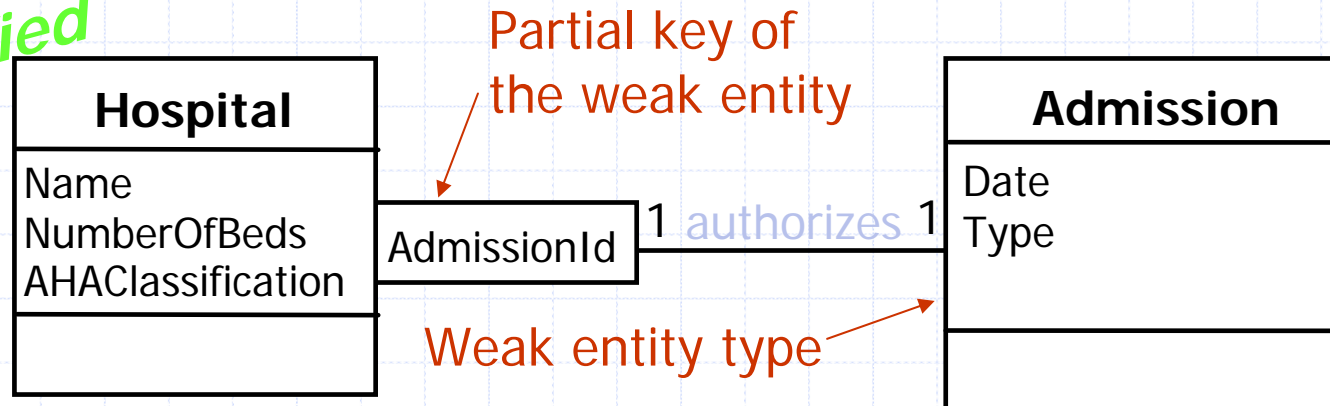 Partial key of
the weak entity
Hospital
Name
NumberOfBeds
AHAClassification
AdmissionId
1 authorizes 1
Admission
Date
Type
Weak entity type